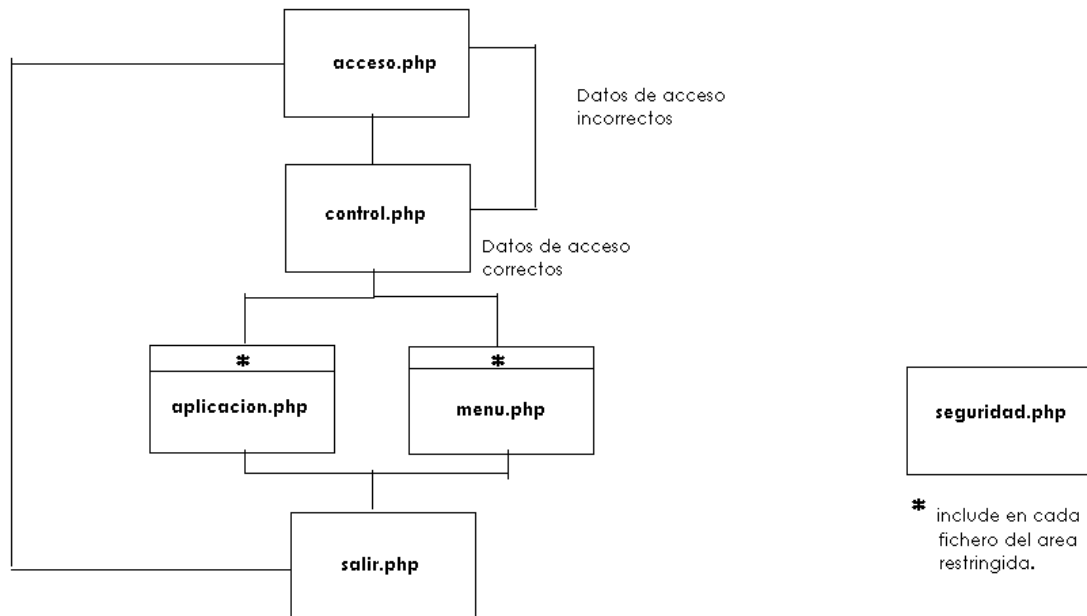 acceso.php
Datos de acceso
incorrectos
control.php
Datos de acceso
correctos
*
aplicacion.php
*
menu.php
seguridad.php
* include en cada
fichero del area
restringida.
salir.php